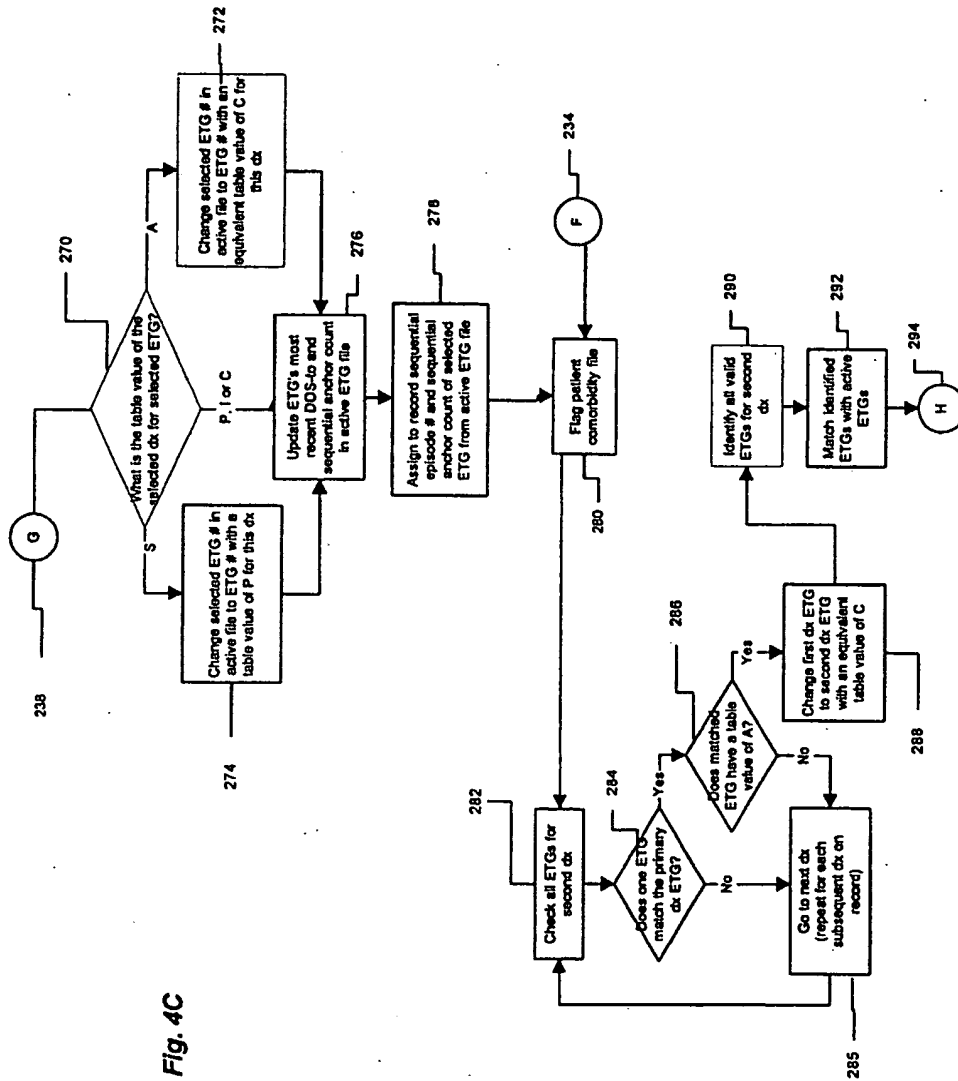 Fig. 4C
238
G
270
What is the table value of the
selected dx for selected ETG?
S
A
P, I or C
272
Change selected ETG # in
active file to ETG # with an
equivalent table value of C for
this dx
274
Change selected ETG # in
active file to ETG # with a
table value of P for this dx
276
Update ETG's most
recent DOS-to and
sequential anchor count
in active ETG file
278
Assign to record sequential
episode # and sequential
anchor count of selected
ETG from active ETG file
234
F
Flag patient
comorbidity file
280
282
Check all ETGs for
second dx
284
Does one ETG
match the primary
dx ETG?
Yes
No
Go to next dx
(repeat for each
subsequent dx on
record)
285
286
Does matched
ETG have a table
value of A?
Yes
No
Change first dx ETG
to second dx ETG
with an equivalent
table value of C
288
290
Identify all valid
ETGs for second
dx
292
Match identified
ETGs with active
ETGs
294
H